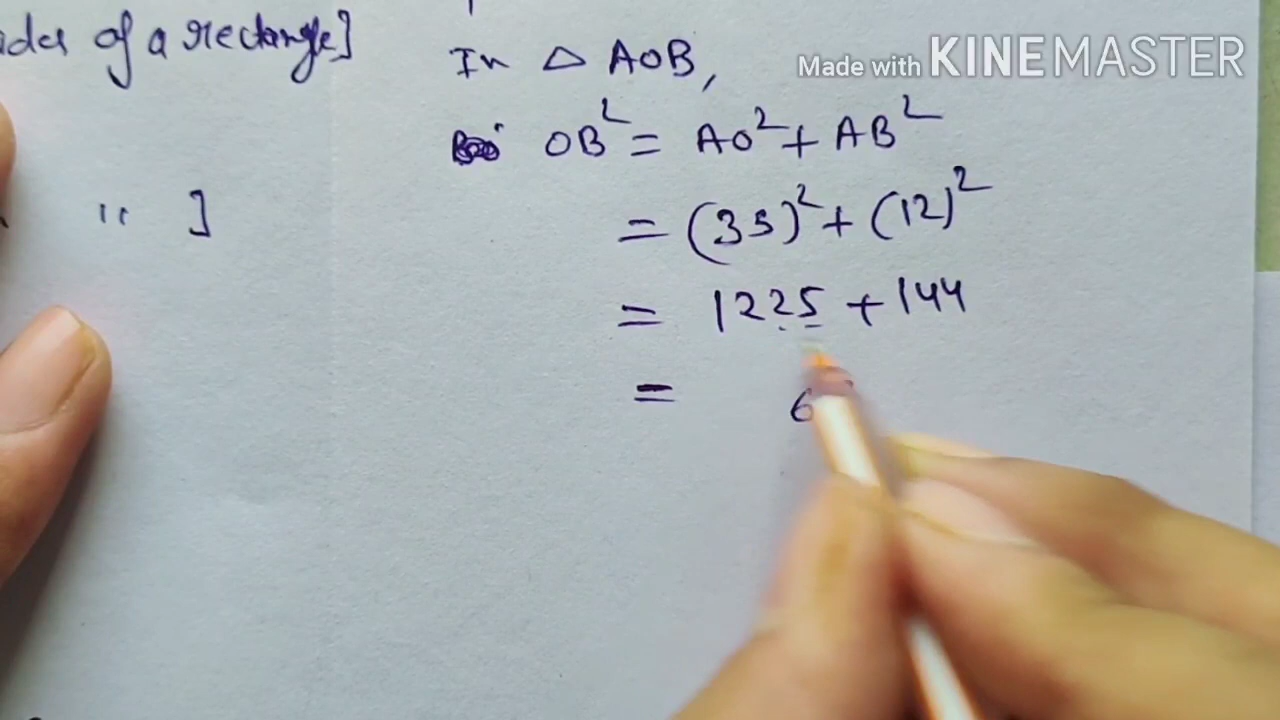 of a rectangle]
" ]
In △ AOB,
OB² = AO² + AB²
= (35)² + (12)²
= 1225 + 144
= 6
Made with KINEMASTER